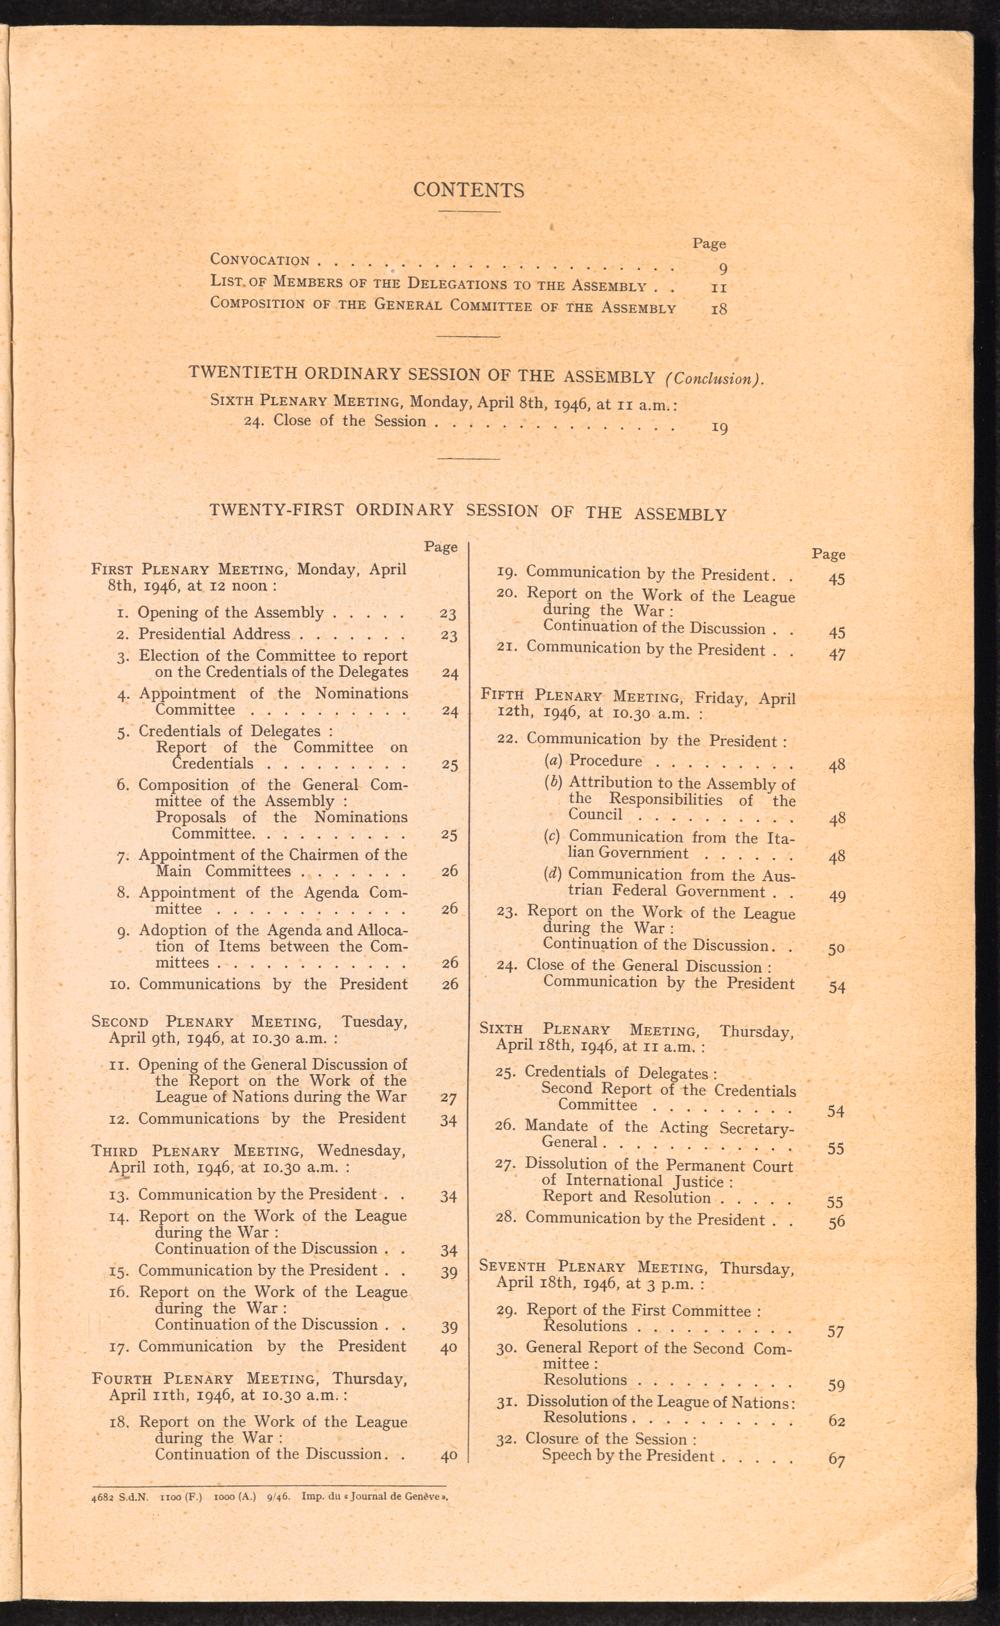 CONTENTS
Page
CONVOCATION . . . . . . . . . . . . . . . . . . . . . . 9
LIST OF MEMBERS OF THE DELEGATIONS TO THE ASSEMBLY . . 11
COMPOSITION OF THE GENERAL COMMITTEE OF THE ASSEMBLY 18
TWENTIETH ORDINARY SESSION OF THE ASSEMBLY (Conclusion).
SIXTH PLENARY MEETING, Monday, April 8th, 1946, at 11 a.m.:
24. Close of the Session . . . . . . . . . . . . . . . 19
TWENTY-FIRST ORDINARY SESSION OF THE ASSEMBLY
Page
FIRST PLENARY MEETING, Monday, April
8th, 1946, at 12 noon :
1. Opening of the Assembly . . . . . 23
2. Presidential Address . . . . . . . 23
3. Election of the Committee to report
on the Credentials of the Delegates 24
4. Appointment of the Nominations
Committee . . . . . . . . . . 24
5. Credentials of Delegates :
Report of the Committee on
Credentials . . . . . . . . . 25
6. Composition of the General Com-
mittee of the Assembly :
Proposals of the Nominations
Committee. . . . . . . . . . 25
7. Appointment of the Chairmen of the
Main Committees . . . . . . . 26
8. Appointment of the Agenda Com-
mittee . . . . . . . . . . . . 26
9. Adoption of the Agenda and Alloca-
tion of Items between the Com-
mittees . . . . . . . . . . . . 26
10. Communications by the President 26
SECOND PLENARY MEETING, Tuesday,
April 9th, 1946, at 10.30 a.m. :
11. Opening of the General Discussion of
the Report on the Work of the
League of Nations during the War 27
12. Communications by the President 34
THIRD PLENARY MEETING, Wednesday,
April 10th, 1946, at 10.30 a.m. :
13. Communication by the President . . 34
14. Report on the Work of the League
during the War :
Continuation of the Discussion . . 34
15. Communication by the President . . 39
16. Report on the Work of the League
during the War :
Continuation of the Discussion . . 39
17. Communication by the President 40
FOURTH PLENARY MEETING, Thursday,
April 11th, 1946, at 10.30 a.m. :
18. Report on the Work of the League
during the War :
Continuation of the Discussion. . 40
4682 S.d.N. 1100 (F.) 1000 (A.) 9/46. Imp. du « Journal de Genève ».
Page
19. Communication by the President. . 45
20. Report on the Work of the League
during the War :
Continuation of the Discussion . . 45
21. Communication by the President . . 47
FIFTH PLENARY MEETING, Friday, April
12th, 1946, at 10.30 a.m. :
22. Communication by the President :
(a) Procedure . . . . . . . . . 48
(b) Attribution to the Assembly of
the Responsibilities of the
Council . . . . . . . . . . 48
(c) Communication from the Ita-
lian Government . . . . . . 48
(d) Communication from the Aus-
trian Federal Government . . 49
23. Report on the Work of the League
during the War :
Continuation of the Discussion. . 50
24. Close of the General Discussion :
Communication by the President 54
SIXTH PLENARY MEETING, Thursday,
April 18th, 1946, at 11 a.m. :
25. Credentials of Delegates :
Second Report of the Credentials
Committee . . . . . . . . . 54
26. Mandate of the Acting Secretary-
General . . . . . . . . . . . . 55
27. Dissolution of the Permanent Court
of International Justice :
Report and Resolution . . . . . 55
28. Communication by the President . . 56
SEVENTH PLENARY MEETING, Thursday,
April 18th, 1946, at 3 p.m. :
29. Report of the First Committee :
Resolutions . . . . . . . . . . 57
30. General Report of the Second Com-
mittee :
Resolutions . . . . . . . . . . 59
31. Dissolution of the League of Nations:
Resolutions . . . . . . . . . . 62
32. Closure of the Session :
Speech by the President . . . . . 67